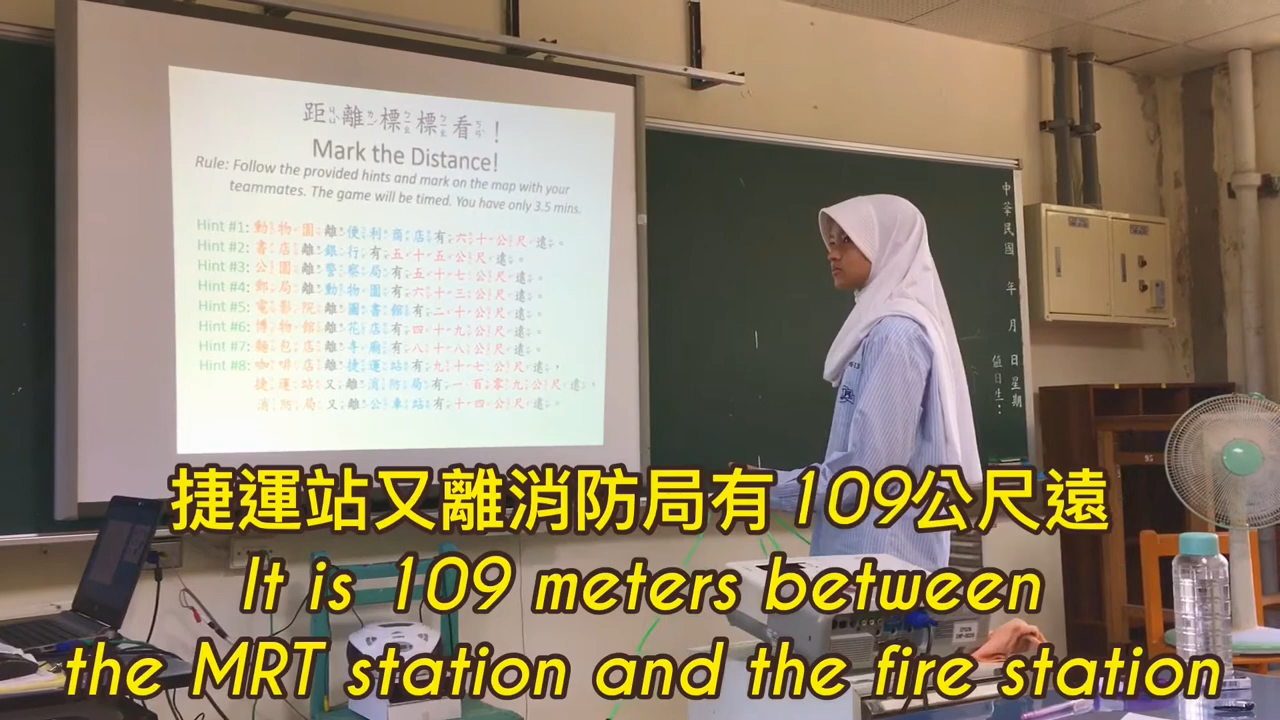 距離標標看！
Mark the Distance!
Rule: Follow the provided hints and mark on the map with your
teammates. The game will be timed. You have only 3.5 mins.
Hint #1: 動物園離便利商店有六十公尺遠。
Hint #2: 書店離銀行有五十五公尺遠。
Hint #3: 公園離警察局有五十七公尺遠。
Hint #4: 郵局離動物園有六十三公尺遠。
Hint #5: 電影院離圖書館有二十公尺遠。
Hint #6: 博物館離花店有四十九公尺遠。
Hint #7: 麵包店離寺廟有八十八公尺遠。
Hint #8: 咖啡店離捷運站有九十七公尺遠，
捷運站又離消防局有一百零九公尺遠，
消防局又離公車站有十四公尺遠。
中華民國 年 月 日 星期
值日生：
捷運站又離消防局有109公尺遠
It is 109 meters between
the MRT station and the fire station
EPSON